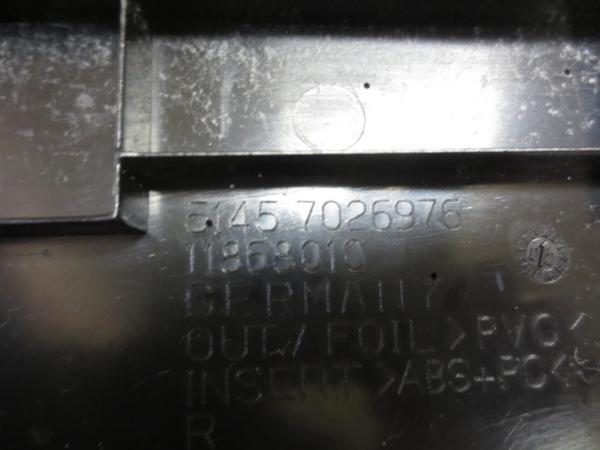 5145 7026976
11868010
GERMANY
OUT./ FOIL >PVC<
INSERT >ABS+PC<
R